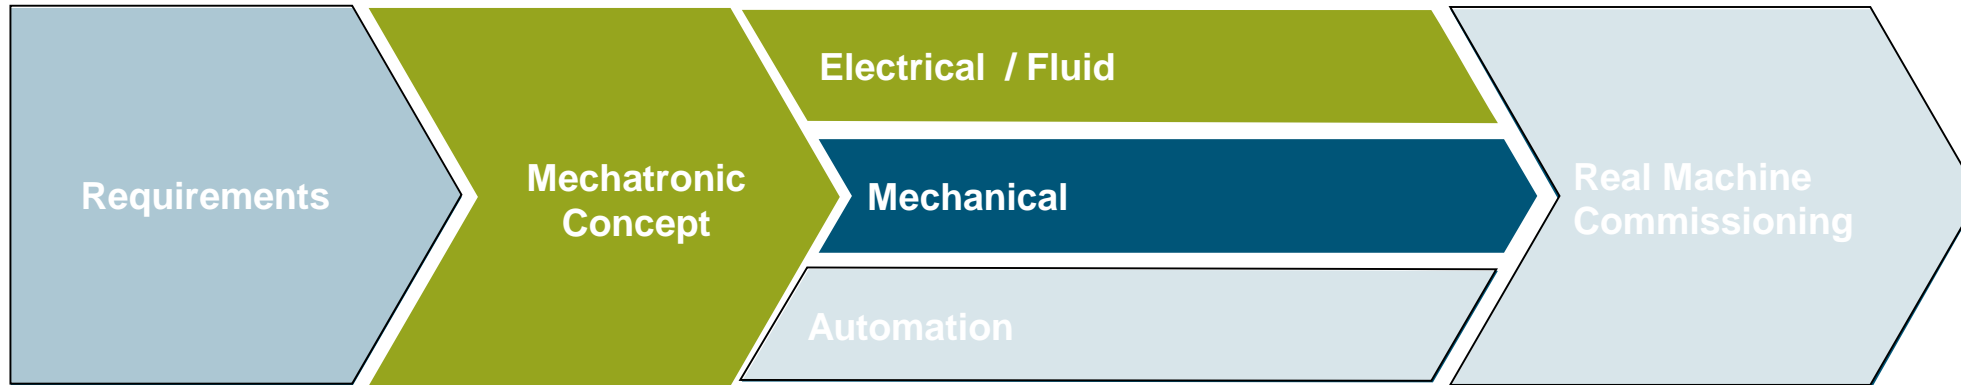 Requirements
Mechatronic
Concept
Electrical / Fluid
Mechanical
Automation
Real Machine
Commissioning